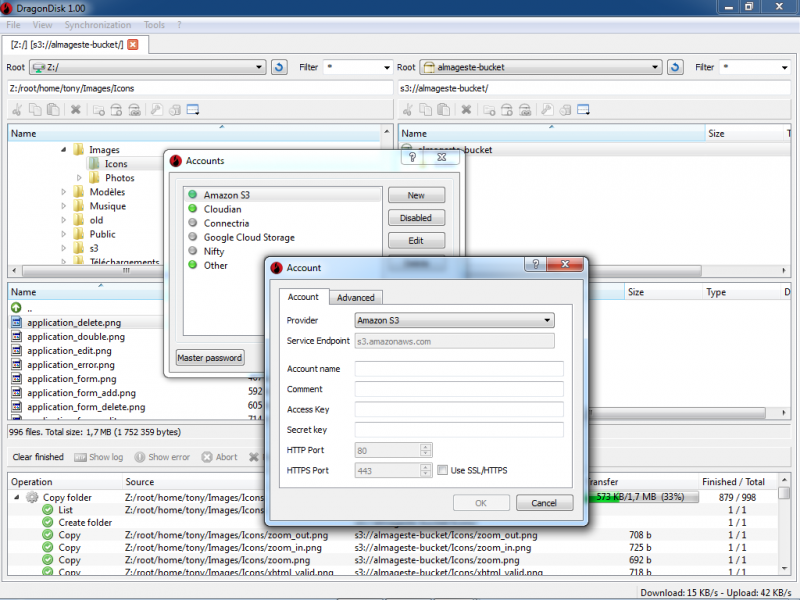 DragonDisk 1.00
File View Synchronization Tools ?
[Z:/] [s3://almageste-bucket/]
Root Z:/ Filter * Root almageste-bucket Filter *
Z:/root/home/tony/Images/Icons s3://almageste-bucket/
Name Name Size
Images almageste-bucket
Icons
Photos
Modèles
Musique
old
Public
s3
Téléchargements
Accounts
Amazon S3 New
Cloudian Disabled
Connectria
Google Cloud Storage Edit
Nifty
Other
Master password
Name Size Type
..
application_delete.png
application_double.png
application_edit.png
application_error.png
application_form.png
application_form_add.png 592
application_form_delete.png 605
996 files. Total size: 1,7MB (1 752 359 bytes)
Account
Account Advanced
Provider Amazon S3
Service Endpoint s3.amazonaws.com
Account name
Comment
Access Key
Secret key
HTTP Port 80
HTTPS Port 443 Use SSL/HTTPS
OK Cancel
Clear finished Show log Show error Abort
Operation Source Transfer Finished / Total
Copy folder Z:/root/home/tony/Images/Icons 573 KB/1,7 MB (33%) 879 / 998
List Z:/root/home/tony/Images/Icons 1 / 1
Create folder 1 / 1
Copy Z:/root/home/tony/Images/Icons/zoom_out.png s3://almageste-bucket/Icons/zoom_out.png 708 b 1 / 1
Copy Z:/root/home/tony/Images/Icons/zoom_in.png s3://almageste-bucket/Icons/zoom_in.png 725 b 1 / 1
Copy Z:/root/home/tony/Images/Icons/zoom.png s3://almageste-bucket/Icons/zoom.png 692 b 1 / 1
Copy Z:/root/home/tony/Images/Icons/xhtml_valid.png s3://almageste-bucket/Icons/xhtml_valid.png 718 b 1 / 1
Download: 15 KB/s - Upload: 42 KB/s